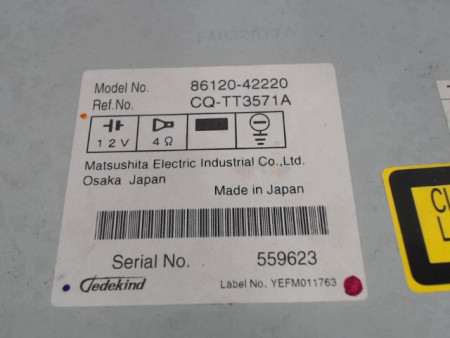 Model No. 86120-42220
Ref.No. CQ-TT3571A
12V 4Ω
Matsushita Electric Industrial Co.,Ltd.
Osaka Japan
Made in Japan
Serial No. 559623
Gedekind Label No. YEFM011763